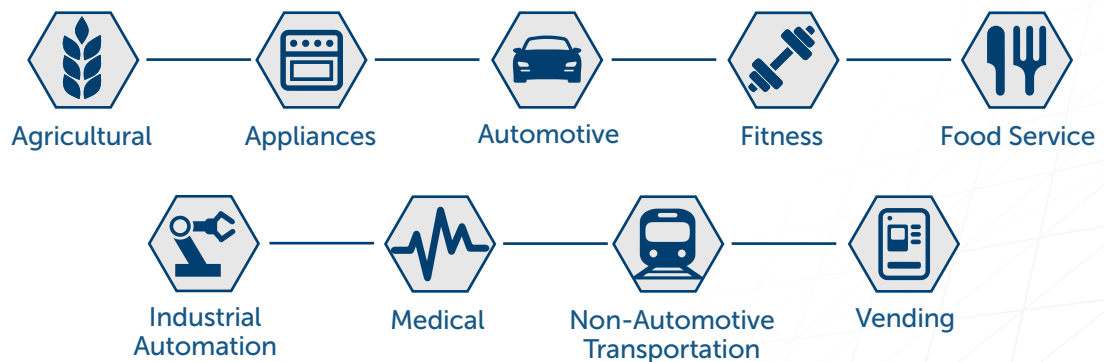 Agricultural
Appliances
Automotive
Fitness
Food Service
Industrial
Automation
Medical
Non-Automotive
Transportation
Vending